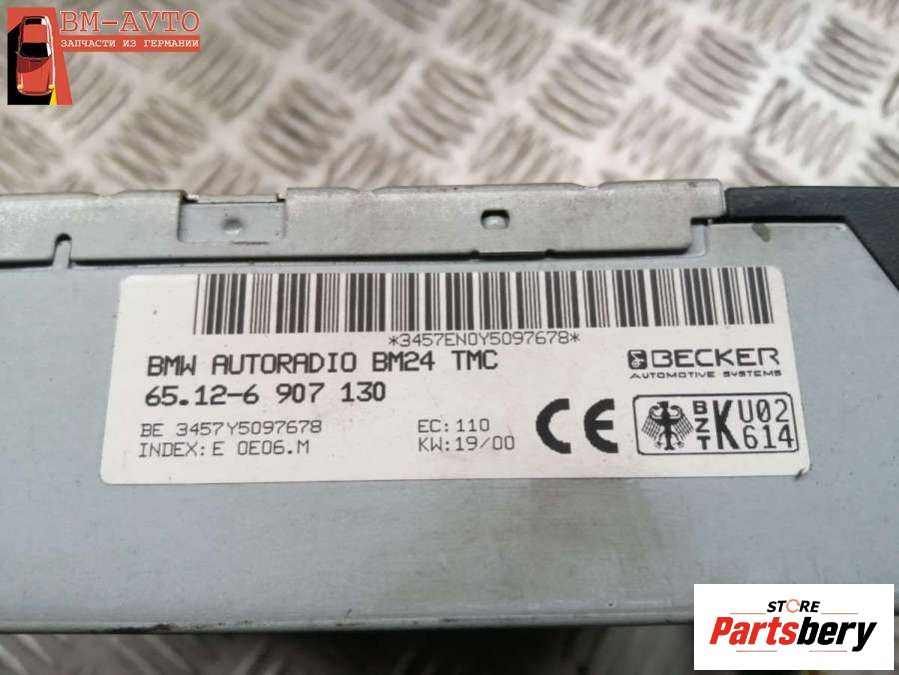 BM-AVTO
ЗАПЧАСТИ ИЗ ГЕРМАНИИ
*3457EN0Y5097678*
BMW AUTORADIO BM24 TMC
65.12-6 907 130
BE 3457Y5097678
INDEX: E 0E06.M
EC: 110
KW: 19/00
CE
BECKER
AUTOMOTIVE SYSTEMS
BZT K U02 614
STORE
Partsbery